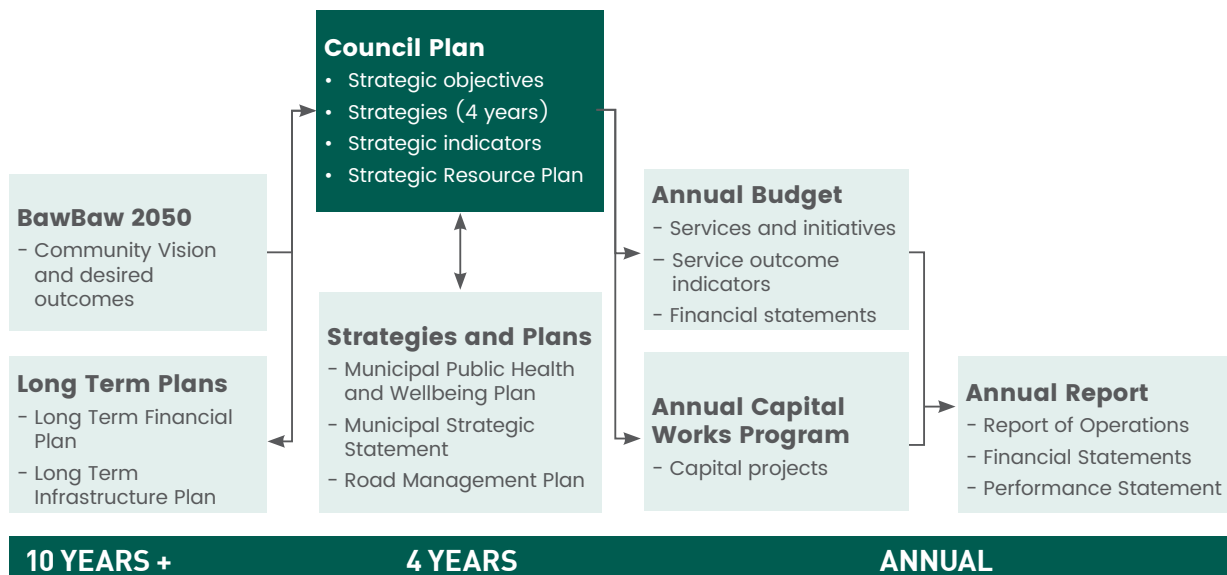 BawBaw 2050
- Community Vision
and desired
outcomes
Long Term Plans
- Long Term Financial
Plan
- Long Term
Infrastructure Plan
Council Plan
• Strategic objectives
• Strategies (4 years)
• Strategic indicators
• Strategic Resource Plan
Strategies and Plans
- Municipal Public Health
and Wellbeing Plan
- Municipal Strategic
Statement
- Road Management Plan
Annual Budget
- Services and initiatives
– Service outcome
indicators
- Financial statements
Annual Capital
Works Program
- Capital projects
Annual Report
- Report of Operations
- Financial Statements
- Performance Statement
10 YEARS +
4 YEARS
ANNUAL